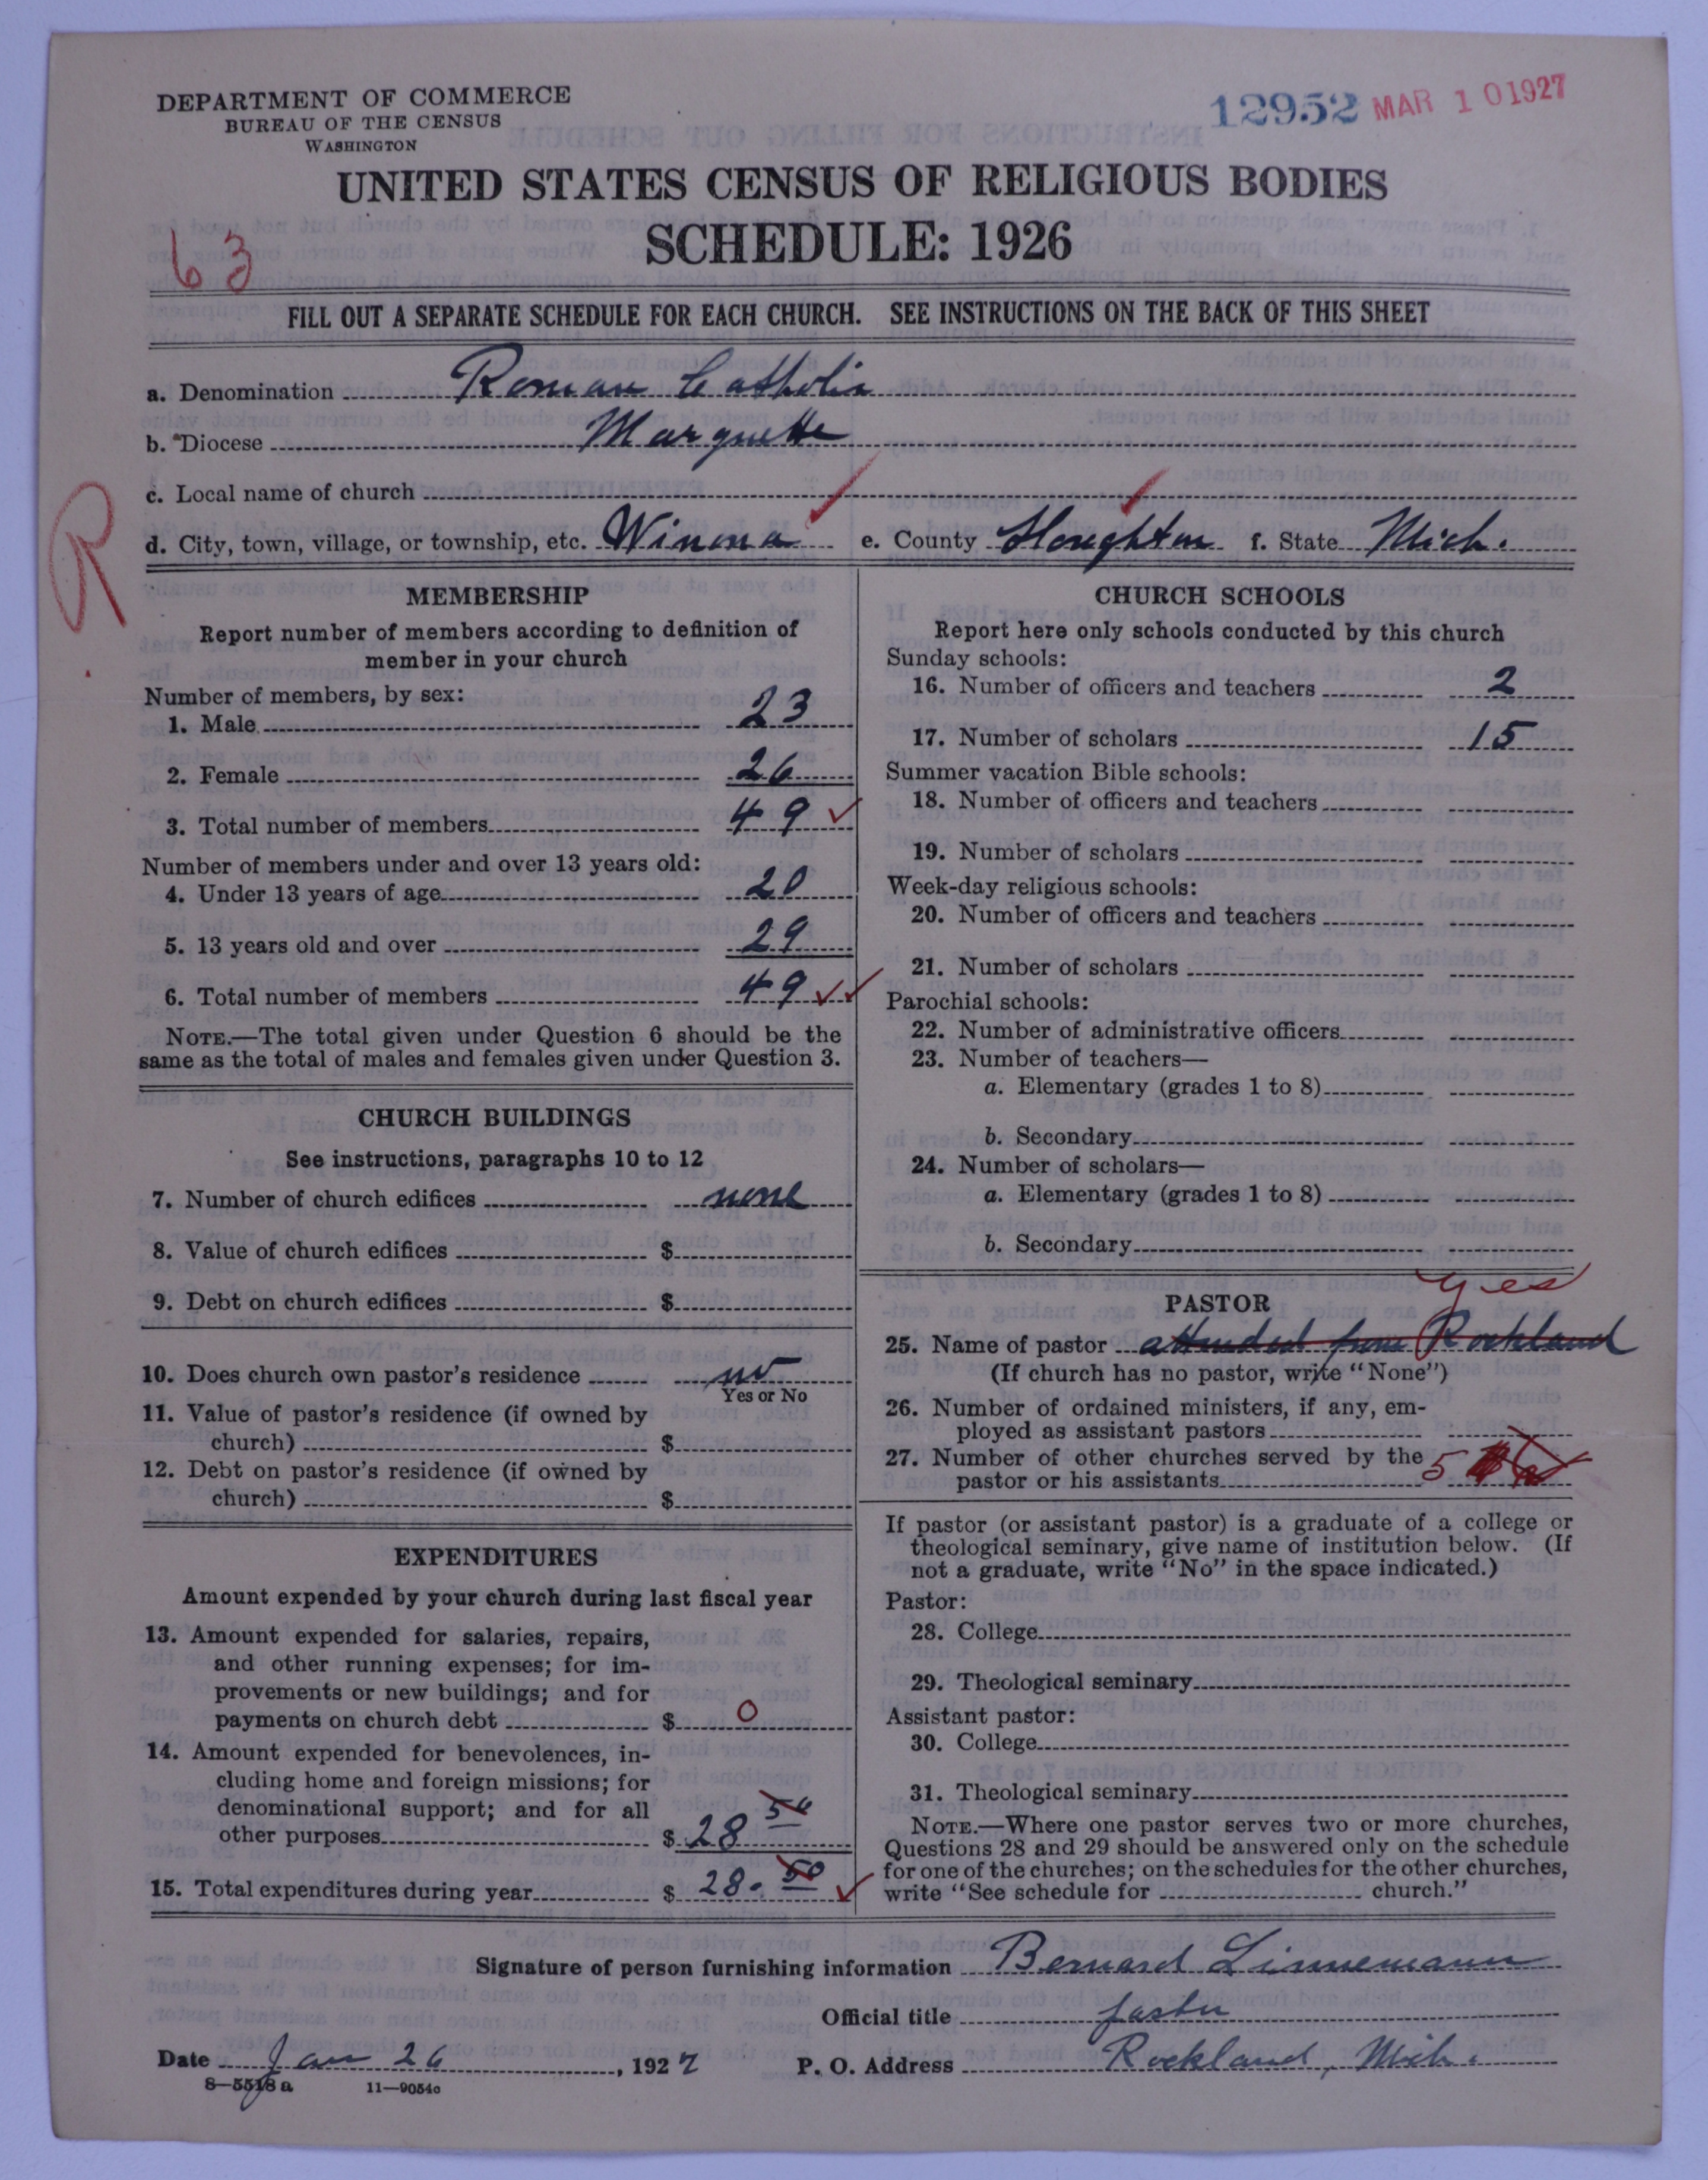 DEPARTMENT OF COMMERCE
BUREAU OF THE CENSUS
WASHINGTON
12952 MAR 10 1927
UNITED STATES CENSUS OF RELIGIOUS BODIES
SCHEDULE: 1926
63
FILL OUT A SEPARATE SCHEDULE FOR EACH CHURCH. SEE INSTRUCTIONS ON THE BACK OF THIS SHEET
a. Denomination Roman Catholic
b. Diocese Marquette
c. Local name of church
R
d. City, town, village, or township, etc. Winona e. County Houghton f. State Mich.
MEMBERSHIP
Report number of members according to definition of
member in your church
Number of members, by sex:
1. Male 23
2. Female 26
3. Total number of members 49
Number of members under and over 13 years old:
4. Under 13 years of age 20
5. 13 years old and over 29
6. Total number of members 49
NOTE.—The total given under Question 6 should be the
same as the total of males and females given under Question 3.
CHURCH BUILDINGS
See instructions, paragraphs 10 to 12
7. Number of church edifices none
8. Value of church edifices $
9. Debt on church edifices $
10. Does church own pastor's residence no
Yes or No
11. Value of pastor's residence (if owned by
church) $
12. Debt on pastor's residence (if owned by
church) $
EXPENDITURES
Amount expended by your church during last fiscal year
13. Amount expended for salaries, repairs,
and other running expenses; for im-
provements or new buildings; and for
payments on church debt $ 0
14. Amount expended for benevolences, in-
cluding home and foreign missions; for
denominational support; and for all
other purposes $ 28 50
15. Total expenditures during year $ 28. 50
CHURCH SCHOOLS
Report here only schools conducted by this church
Sunday schools:
16. Number of officers and teachers 2
17. Number of scholars 15
Summer vacation Bible schools:
18. Number of officers and teachers
19. Number of scholars
Week-day religious schools:
20. Number of officers and teachers
21. Number of scholars
Parochial schools:
22. Number of administrative officers
23. Number of teachers—
a. Elementary (grades 1 to 8)
b. Secondary
24. Number of scholars—
a. Elementary (grades 1 to 8)
b. Secondary
yes
PASTOR
25. Name of pastor attended from Rockland
(If church has no pastor, write "None")
26. Number of ordained ministers, if any, em-
ployed as assistant pastors
27. Number of other churches served by the
pastor or his assistants 5
If pastor (or assistant pastor) is a graduate of a college or
theological seminary, give name of institution below. (If
not a graduate, write "No" in the space indicated.)
Pastor:
28. College
29. Theological seminary
Assistant pastor:
30. College
31. Theological seminary
NOTE.—Where one pastor serves two or more churches,
Questions 28 and 29 should be answered only on the schedule
for one of the churches; on the schedules for the other churches,
write "See schedule for church."
Signature of person furnishing information Bernard Linnemann
Official title pastor
Date Jan 26, 1927 P. O. Address Rockland, Mich.
8—5518 a 11—9054c